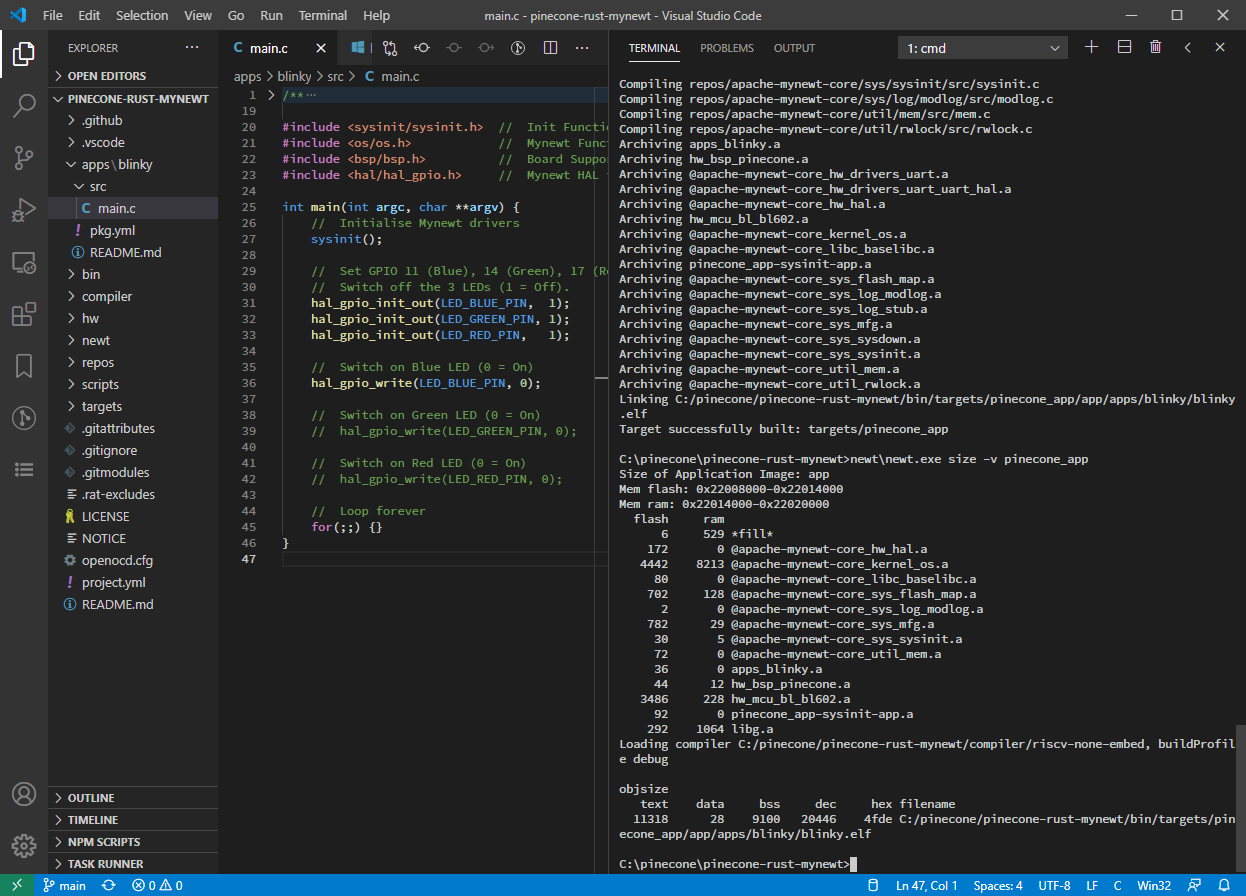 File Edit Selection View Go Run Terminal Help main.c - pinecone-rust-mynewt - Visual Studio Code
EXPLORER
OPEN EDITORS
PINECONE-RUST-MYNEWT
.github
.vscode
apps\blinky
src
C main.c
! pkg.yml
README.md
bin
compiler
hw
newt
repos
scripts
targets
.gitattributes
.gitignore
.gitmodules
.rat-excludes
LICENSE
NOTICE
openocd.cfg
! project.yml
README.md
OUTLINE
TIMELINE
NPM SCRIPTS
TASK RUNNER
C main.c
apps > blinky > src > C main.c
1 /** ···
19
20 #include <sysinit/sysinit.h> // Init Functi
21 #include <os/os.h> // Mynewt Func
22 #include <bsp/bsp.h> // Board Suppo
23 #include <hal/hal_gpio.h> // Mynewt HAL
24
25 int main(int argc, char **argv) {
26 // Initialise Mynewt drivers
27 sysinit();
28
29 // Set GPIO 11 (Blue), 14 (Green), 17 (R
30 // Switch off the 3 LEDs (1 = Off).
31 hal_gpio_init_out(LED_BLUE_PIN, 1);
32 hal_gpio_init_out(LED_GREEN_PIN, 1);
33 hal_gpio_init_out(LED_RED_PIN, 1);
34
35 // Switch on Blue LED (0 = On)
36 hal_gpio_write(LED_BLUE_PIN, 0);
37
38 // Switch on Green LED (0 = On)
39 // hal_gpio_write(LED_GREEN_PIN, 0);
40
41 // Switch on Red LED (0 = On)
42 // hal_gpio_write(LED_RED_PIN, 0);
43
44 // Loop forever
45 for(;;) {}
46 }
47
TERMINAL PROBLEMS OUTPUT 1: cmd
Compiling repos/apache-mynewt-core/sys/sysinit/src/sysinit.c
Compiling repos/apache-mynewt-core/sys/log/modlog/src/modlog.c
Compiling repos/apache-mynewt-core/util/mem/src/mem.c
Compiling repos/apache-mynewt-core/util/rwlock/src/rwlock.c
Archiving apps_blinky.a
Archiving hw_bsp_pinecone.a
Archiving @apache-mynewt-core_hw_drivers_uart.a
Archiving @apache-mynewt-core_hw_drivers_uart_uart_hal.a
Archiving @apache-mynewt-core_hw_hal.a
Archiving hw_mcu_bl_bl602.a
Archiving @apache-mynewt-core_kernel_os.a
Archiving @apache-mynewt-core_libc_baselibc.a
Archiving pinecone_app-sysinit-app.a
Archiving @apache-mynewt-core_sys_flash_map.a
Archiving @apache-mynewt-core_sys_log_modlog.a
Archiving @apache-mynewt-core_sys_log_stub.a
Archiving @apache-mynewt-core_sys_mfg.a
Archiving @apache-mynewt-core_sys_sysdown.a
Archiving @apache-mynewt-core_sys_sysinit.a
Archiving @apache-mynewt-core_util_mem.a
Archiving @apache-mynewt-core_util_rwlock.a
Linking C:/pinecone/pinecone-rust-mynewt/bin/targets/pinecone_app/app/apps/blinky/blinky
.elf
Target successfully built: targets/pinecone_app
C:\pinecone\pinecone-rust-mynewt>newt\newt.exe size -v pinecone_app
Size of Application Image: app
Mem flash: 0x22008000-0x22014000
Mem ram: 0x22014000-0x22020000
flash ram
6 529 *fill*
172 0 @apache-mynewt-core_hw_hal.a
4442 8213 @apache-mynewt-core_kernel_os.a
80 0 @apache-mynewt-core_libc_baselibc.a
702 128 @apache-mynewt-core_sys_flash_map.a
2 0 @apache-mynewt-core_sys_log_modlog.a
782 29 @apache-mynewt-core_sys_mfg.a
30 5 @apache-mynewt-core_sys_sysinit.a
72 0 @apache-mynewt-core_util_mem.a
36 0 apps_blinky.a
44 12 hw_bsp_pinecone.a
3486 228 hw_mcu_bl_bl602.a
92 0 pinecone_app-sysinit-app.a
292 1064 libg.a
Loading compiler C:/pinecone/pinecone-rust-mynewt/compiler/riscv-none-embed, buildProfil
e debug
objsize
text data bss dec hex filename
11318 28 9100 20446 4fde C:/pinecone/pinecone-rust-mynewt/bin/targets/pin
econe_app/app/apps/blinky/blinky.elf
C:\pinecone\pinecone-rust-mynewt>
main 0 0 Ln 47, Col 1 Spaces: 4 UTF-8 LF C Win32